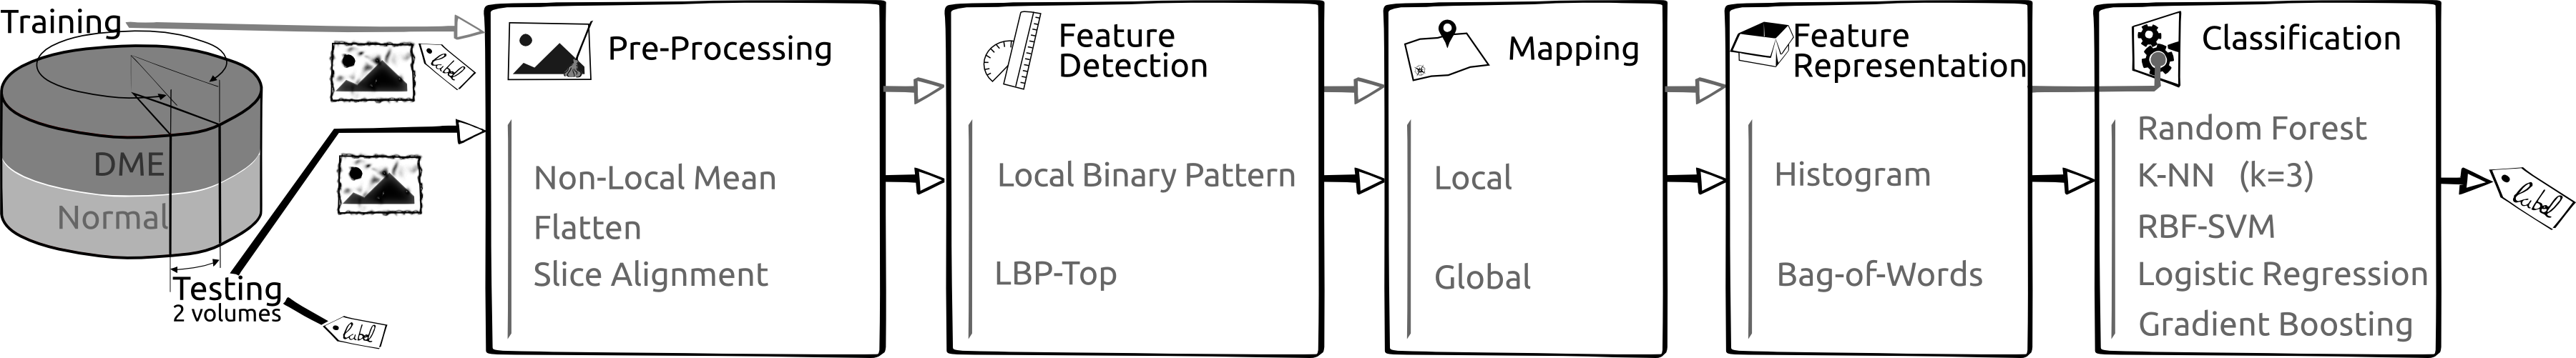 Training
label
DME
Normal
Testing
2 volumes
label
Pre-Processing
Non-Local Mean
Flatten
Slice Alignment
Feature
Detection
Local Binary Pattern
LBP-Top
Mapping
Local
Global
Feature
Representation
Histogram
Bag-of-Words
Classification
Random Forest
K-NN (k=3)
RBF-SVM
Logistic Regression
Gradient Boosting
label